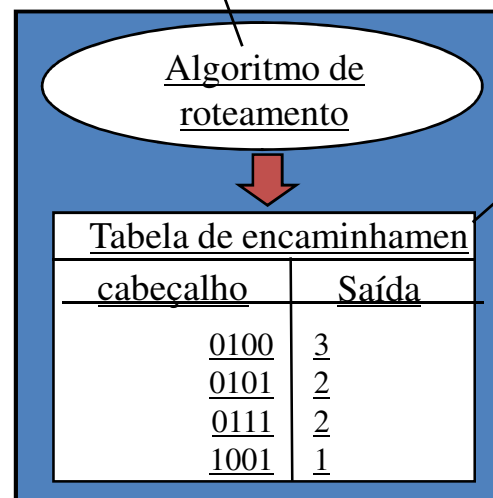 Algoritmo de
roteamento
Tabela de encaminhamen
cabeçalho Saída
0100 3
0101 2
0111 2
1001 1